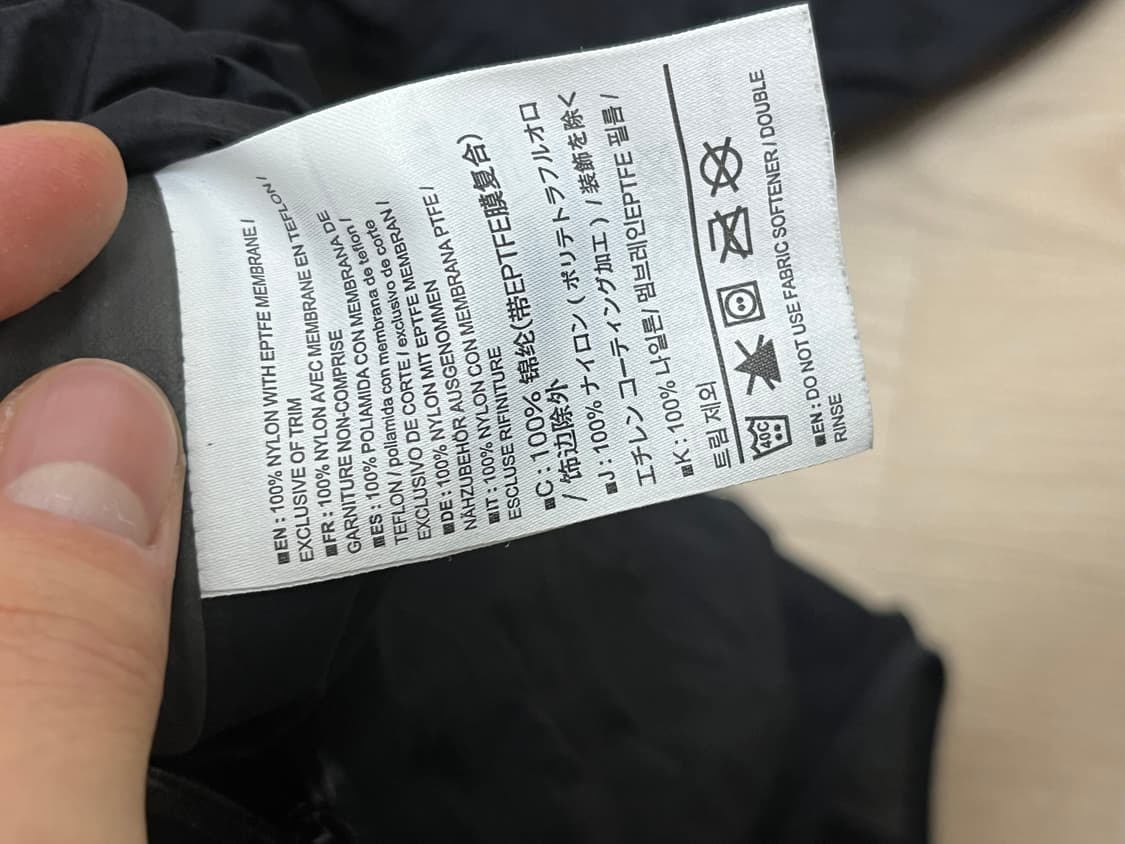 ■EN : 100% NYLON WITH EPTFE MEMBRANE /
EXCLUSIVE OF TRIM
■FR : 100% NYLON AVEC MEMBRANE EN TEFLON /
GARNITURE NON-COMPRISE
■ES : 100% POLIAMIDA CON MEMBRANA DE
TEFLON / poliamida con membrana de teflon /
EXCLUSIVO DE CORTE / exclusivo de corte
■DE : 100% NYLON MIT EPTFE MEMBRAN /
NÄHZUBEHÖR AUSGENOMMEN
■IT : 100% NYLON CON MEMBRANA PTFE /
ESCLUSE RIFINITURE
■C : 100% 锦纶(带EPTFE膜复合)
/ 饰边除外
■J : 100% ナイロン ( ポリテトラフルオロ
エチレン コーティング加工 ) / 装飾を除く
■K : 100% 나일론/ 멤브레인EPTFE 필름 /
트림 제외
40C
■EN : DO NOT USE FABRIC SOFTENER / DOUBLE
RINSE